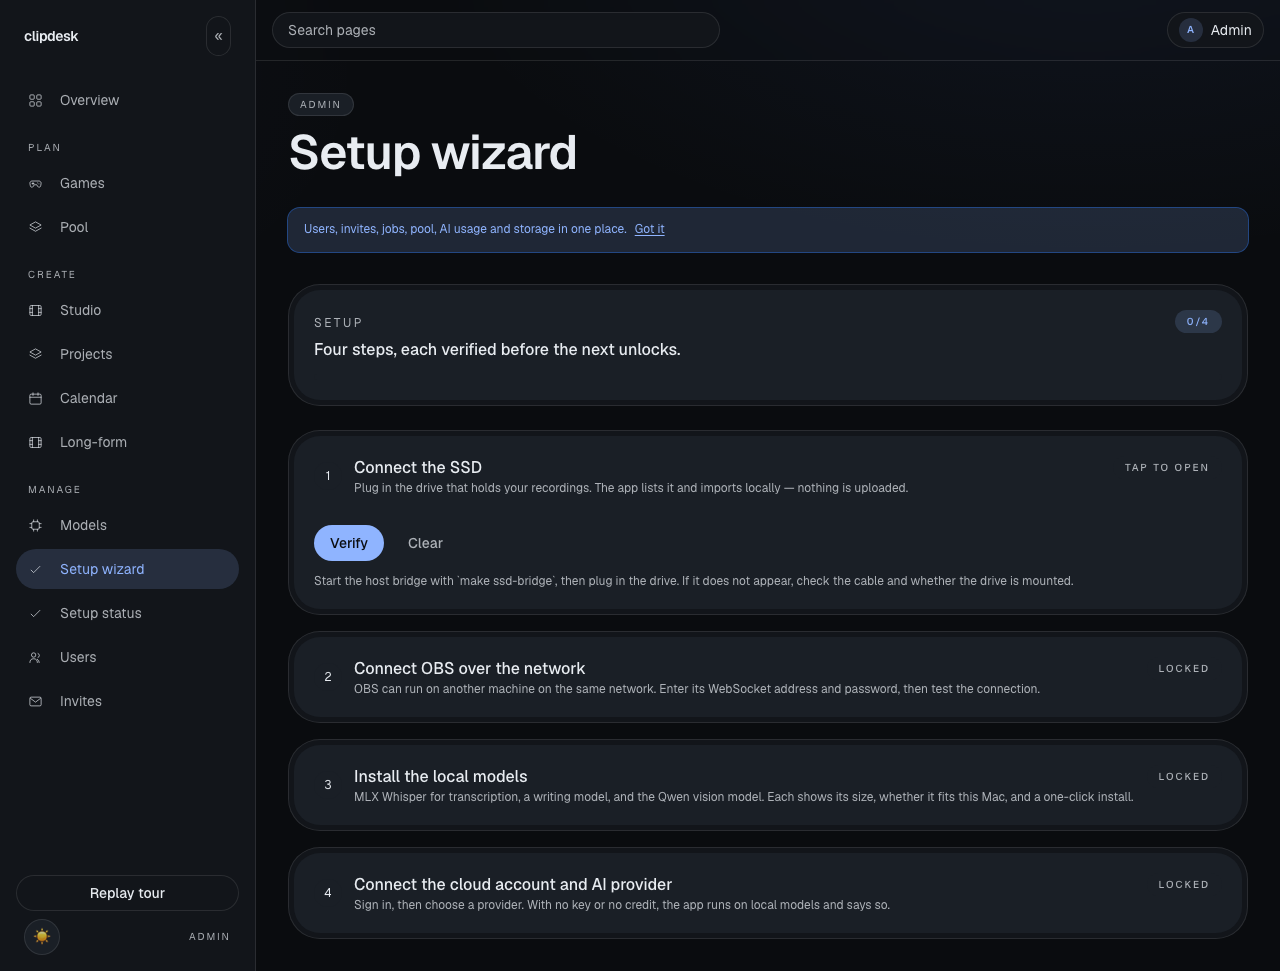 clipdesk
«
Search pages
A
Admin
Overview
PLAN
Games
Pool
CREATE
Studio
Projects
Calendar
Long-form
MANAGE
Models
Setup wizard
Setup status
Users
Invites
Replay tour
ADMIN
ADMIN
Setup wizard
Users, invites, jobs, pool, AI usage and storage in one place. Got it
SETUP
0/4
Four steps, each verified before the next unlocks.
1
Connect the SSD
TAP TO OPEN
Plug in the drive that holds your recordings. The app lists it and imports locally — nothing is uploaded.
Verify
Clear
Start the host bridge with `make ssd-bridge`, then plug in the drive. If it does not appear, check the cable and whether the drive is mounted.
2
Connect OBS over the network
LOCKED
OBS can run on another machine on the same network. Enter its WebSocket address and password, then test the connection.
3
Install the local models
LOCKED
MLX Whisper for transcription, a writing model, and the Qwen vision model. Each shows its size, whether it fits this Mac, and a one-click install.
4
Connect the cloud account and AI provider
LOCKED
Sign in, then choose a provider. With no key or no credit, the app runs on local models and says so.